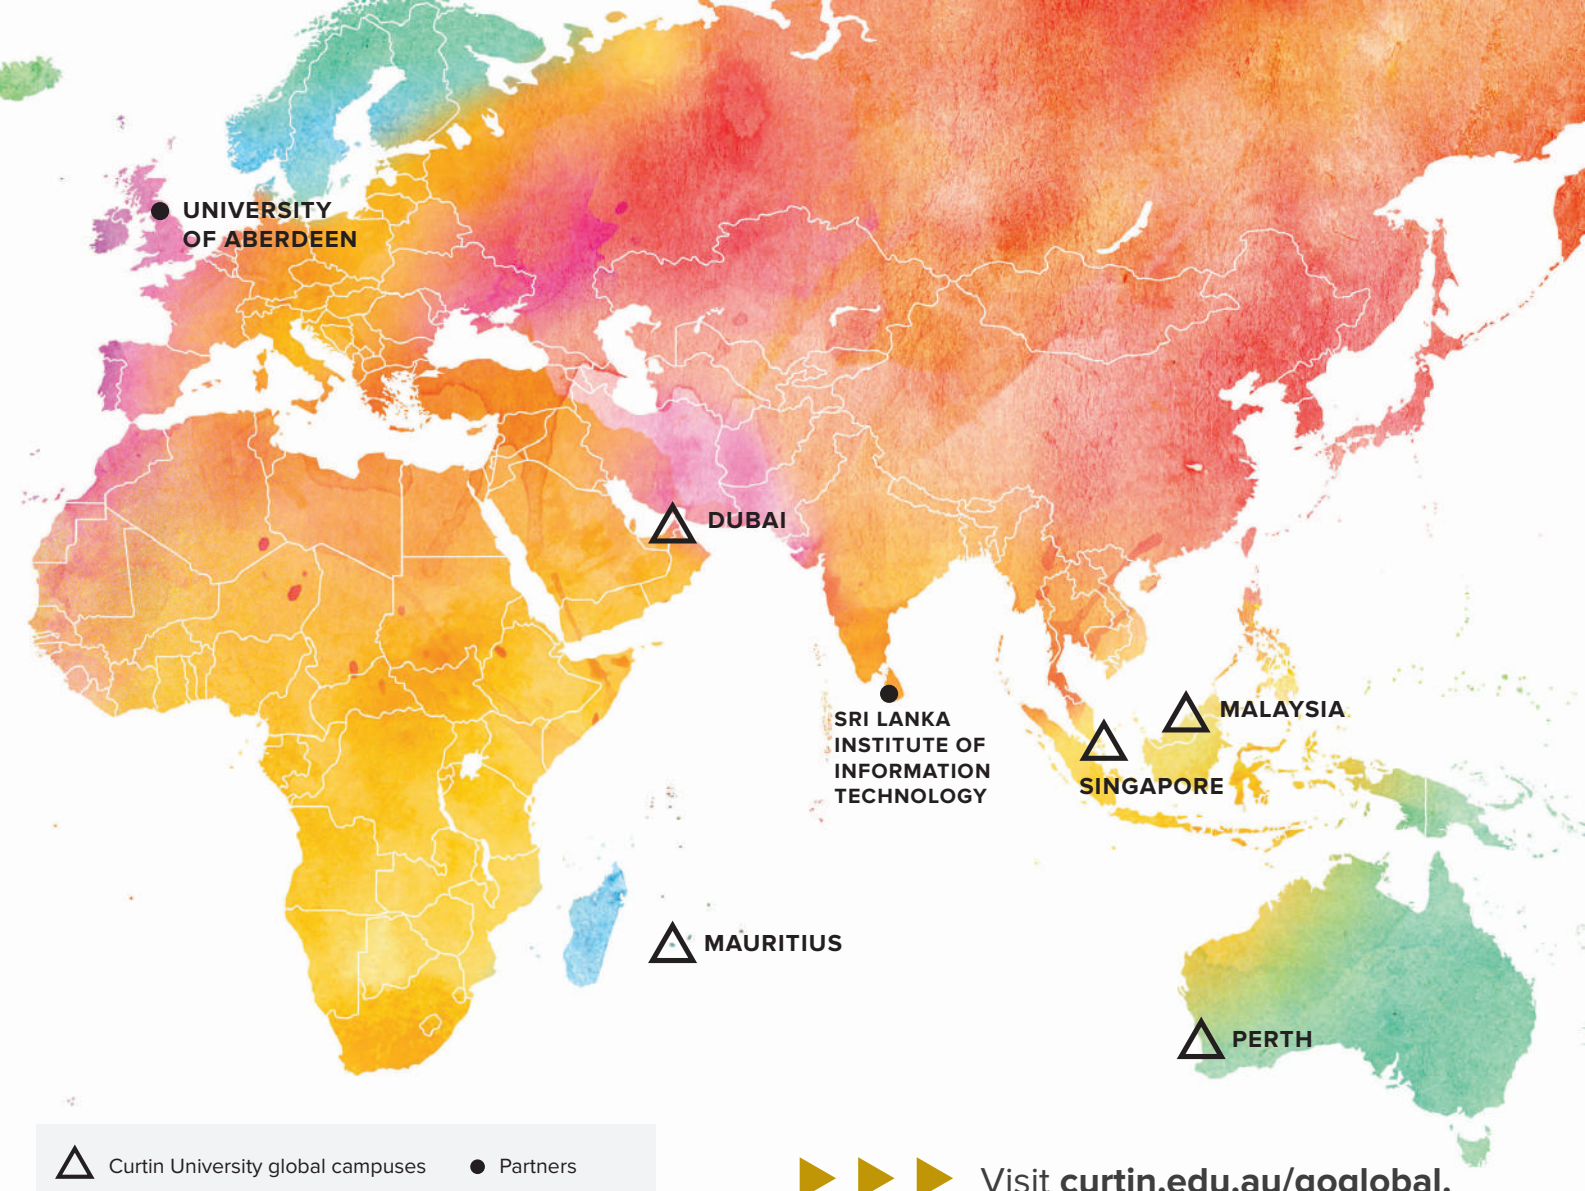 UNIVERSITY
OF ABERDEEN
DUBAI
SRI LANKA
INSTITUTE OF
INFORMATION
TECHNOLOGY
MALAYSIA
SINGAPORE
MAURITIUS
PERTH
Curtin University global campuses
Partners
Visit curtin.edu.au/goglobal.